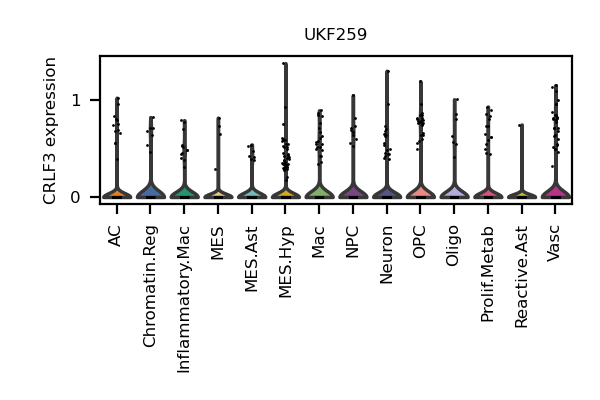 UKF259
CRLF3 expression
1
0
AC
Chromatin.Reg
Inflammatory.Mac
MES
MES.Ast
MES.Hyp
Mac
NPC
Neuron
OPC
Oligo
Prolif.Metab
Reactive.Ast
Vasc